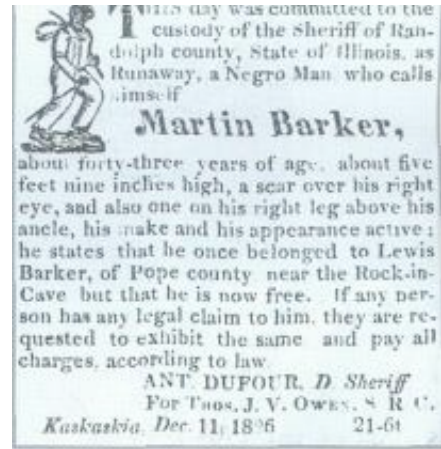 THIS day was committed to the
custody of the Sheriff of Ran-
dolph county, State of Illinois, as
Runaway, a Negro Man who calls
himself
Martin Barker,
about forty-three years of age, about five
feet nine inches high, a scar over his right
eye, and also one on his right leg above his
ancle, his make and his appearance active;
he states that he once belonged to Lewis
Barker, of Pope county near the Rock-in-
Cave but that he is now free. If any per-
son has any legal claim to him, they are re-
quested to exhibit the same and pay all
charges, according to law
ANT. DUFOUR, D Sheriff
For THOS. J. V. OWEN, S R C.
Kaskaskia, Dec. 11, 21-6t